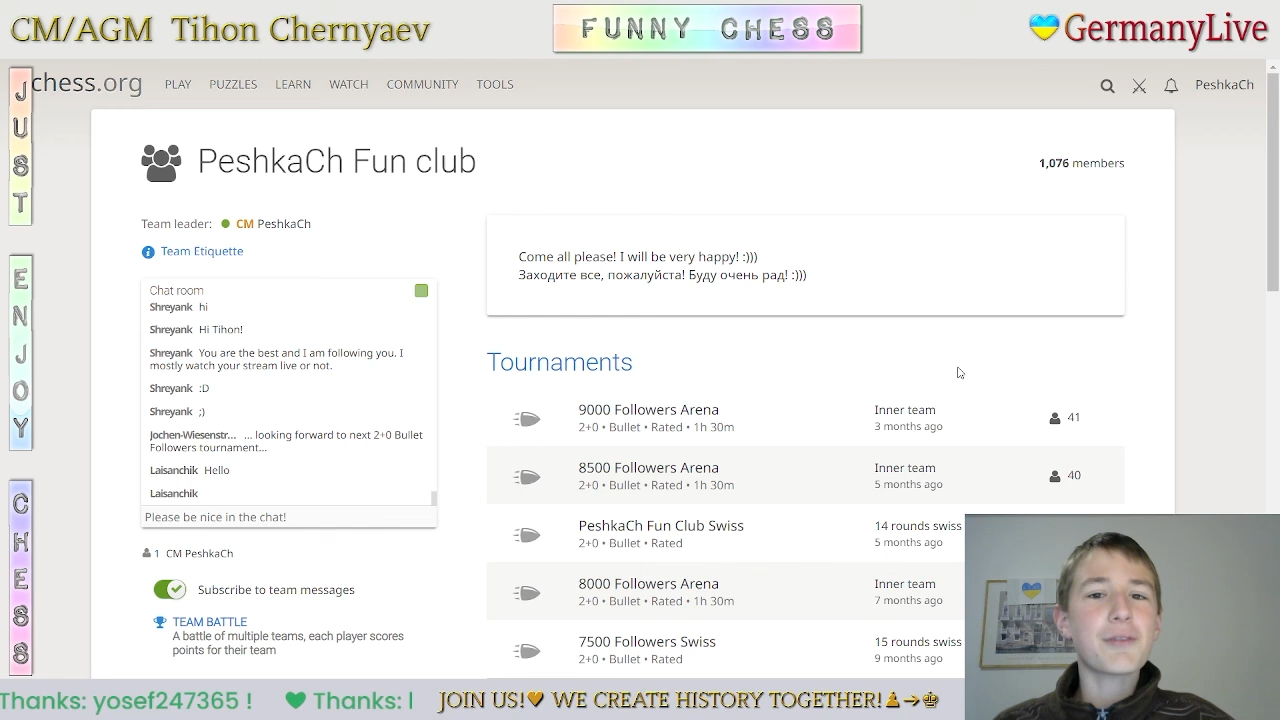 CM/AGM Tihon Chernyaev
FUNNY CHESS
GermanyLive
JUST
ENJOY
CHESS
chess.org
PLAY
PUZZLES
LEARN
WATCH
COMMUNITY
TOOLS
PeshkaCh
PeshkaCh Fun club
1,076 members
Team leader: CM PeshkaCh
Team Etiquette
Come all please! I will be very happy! :)))
Заходите все, пожалуйста! Буду очень рад! :)))
Chat room
Shreyank hi
Shreyank Hi Tihon!
Shreyank You are the best and I am following you. I
mostly watch your stream live or not.
Shreyank :D
Shreyank ;)
Jochen-Wiesenstr... ... looking forward to next 2+0 Bullet
Followers tournament...
Laisanchik Hello
Laisanchik
Please be nice in the chat!
1 CM PeshkaCh
Subscribe to team messages
TEAM BATTLE
A battle of multiple teams, each player scores
points for their team
Tournaments
9000 Followers Arena
2+0 • Bullet • Rated • 1h 30m
Inner team
3 months ago
41
8500 Followers Arena
2+0 • Bullet • Rated • 1h 30m
Inner team
5 months ago
40
PeshkaCh Fun Club Swiss
2+0 • Bullet • Rated
14 rounds swiss
5 months ago
8000 Followers Arena
2+0 • Bullet • Rated • 1h 30m
Inner team
7 months ago
7500 Followers Swiss
2+0 • Bullet • Rated
15 rounds swiss
9 months ago
Thanks: yosef247365 ! Thanks:
JOIN US! WE CREATE HISTORY TOGETHER!